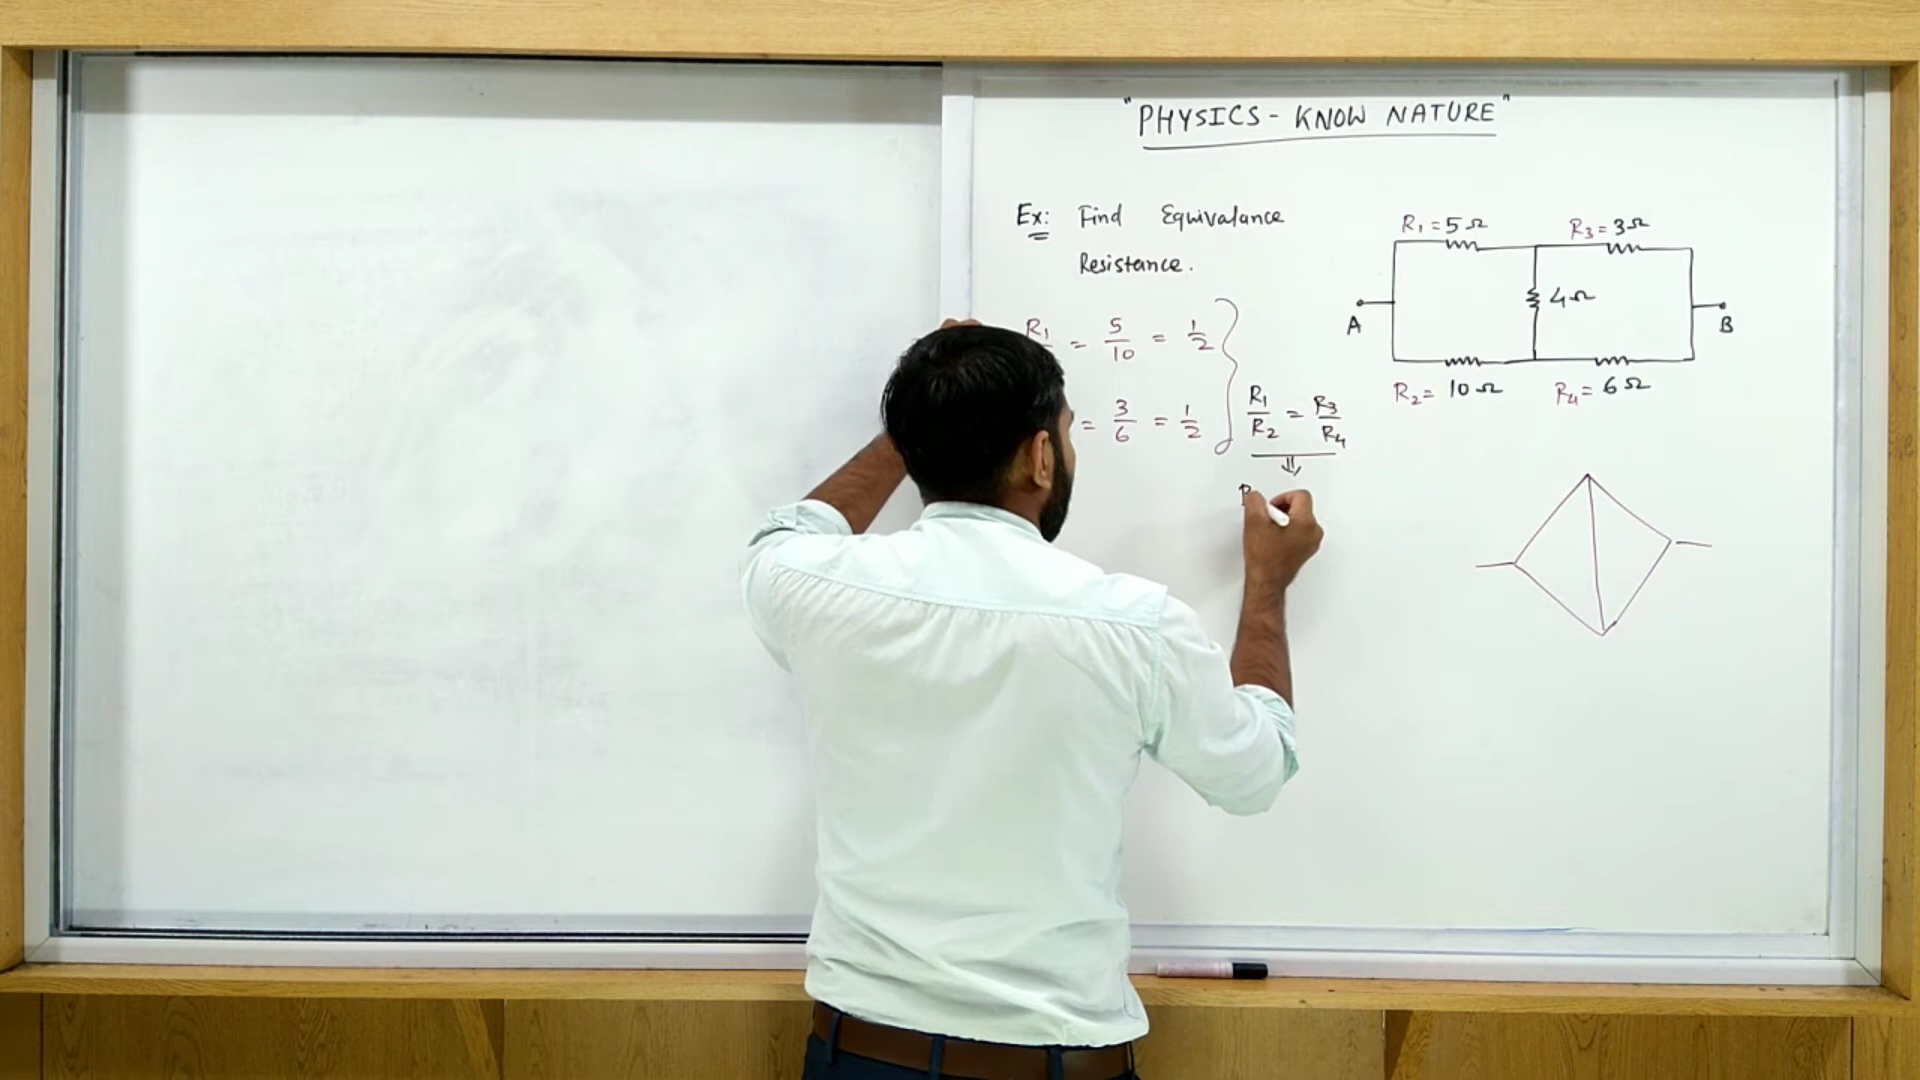 "PHYSICS - KNOW NATURE"
Ex: Find Equivalance
Resistance.
R₁ = 5/10 = 1/2
= 3/6 = 1/2
R₁/R₂ = R₃/R₄
⇓
R₁ = 5Ω
R₃ = 3Ω
4Ω
A
B
R₂ = 10Ω
R₄ = 6Ω